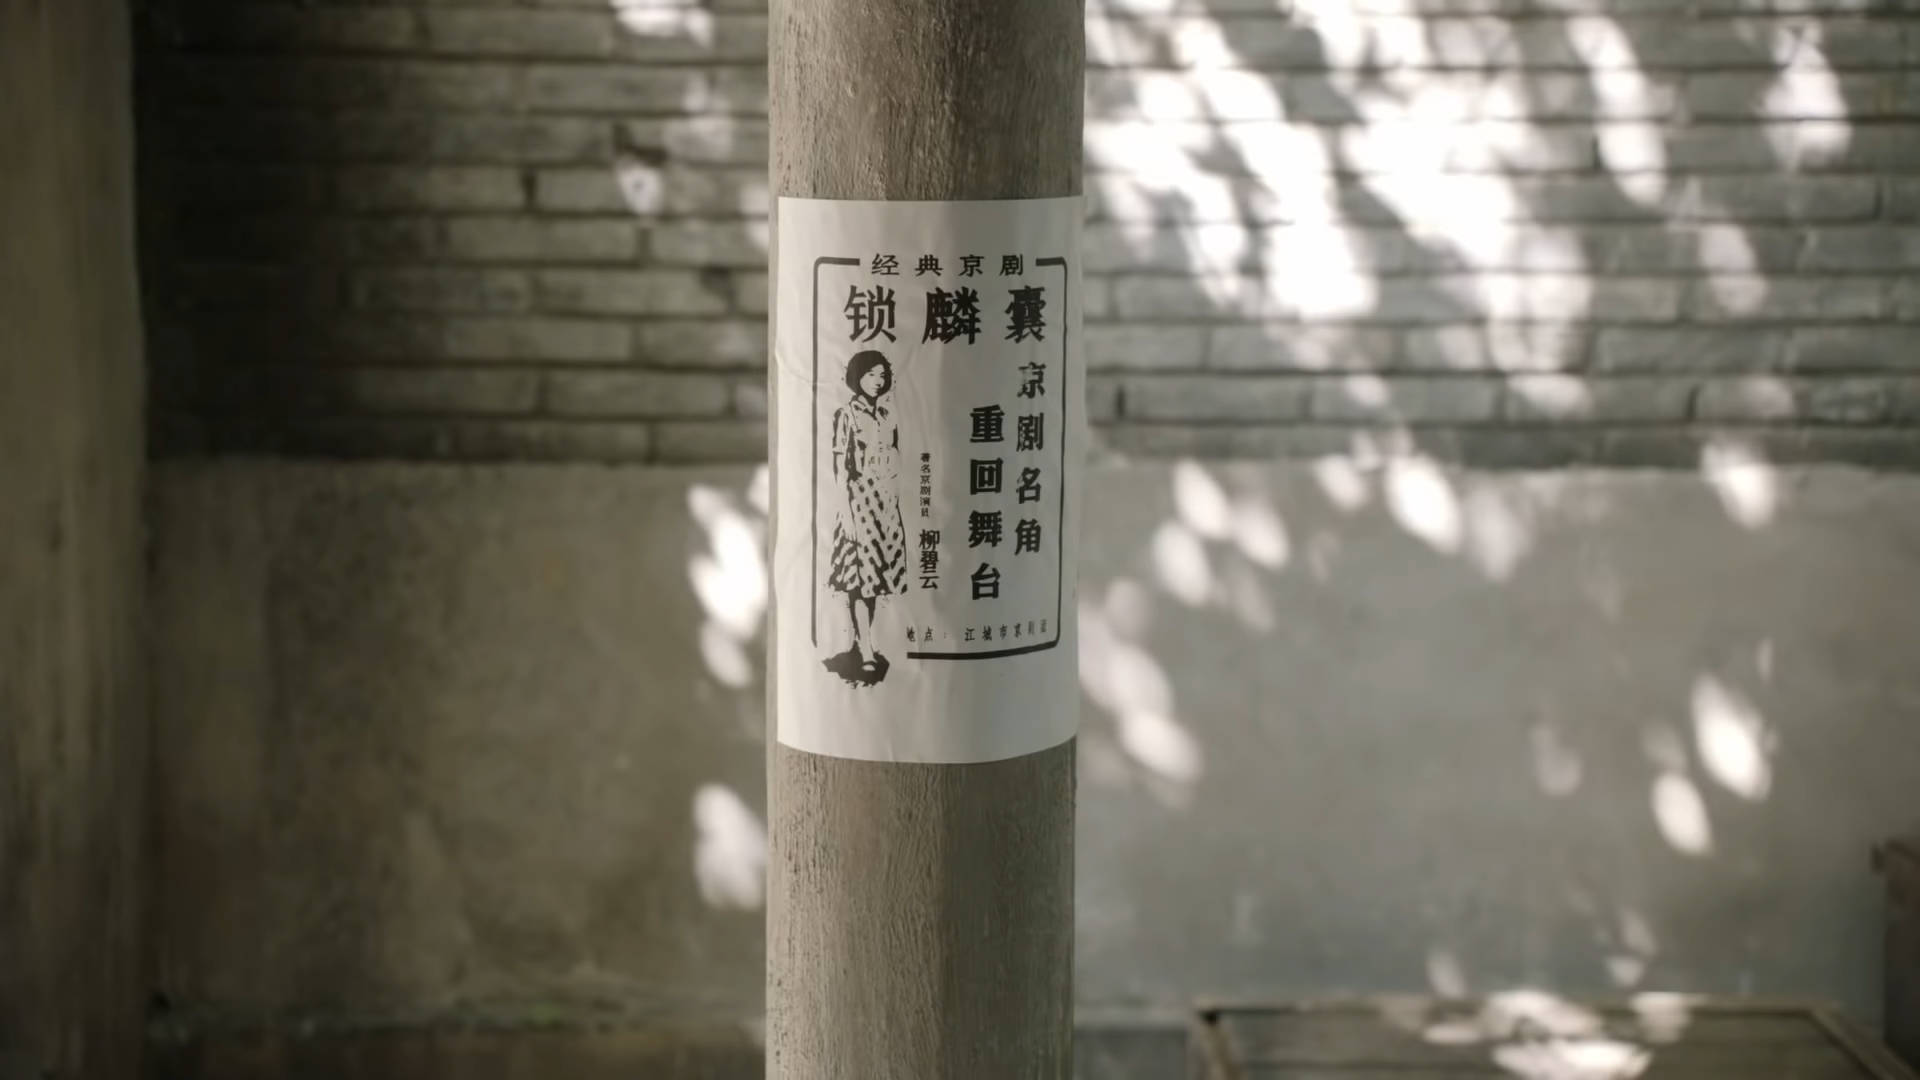 经典京剧
锁麟囊
京剧名角
重回舞台
著名京剧演员
柳碧云
地点：江城市京剧团